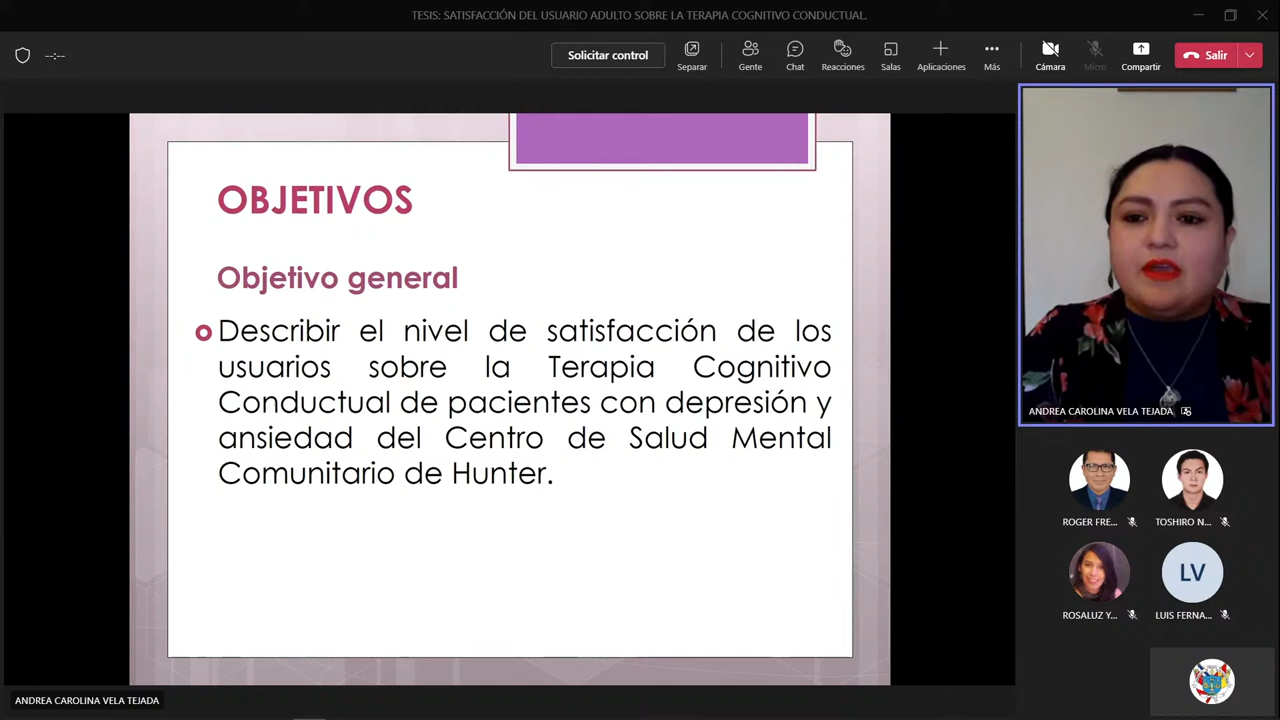 TESIS: SATISFACCIÓN DEL USUARIO ADULTO SOBRE LA TERAPIA COGNITIVO CONDUCTUAL.
--:--
Solicitar control
Separar
Gente
Chat
Reacciones
Salas
Aplicaciones
Más
Cámara
Micro
Compartir
Salir
OBJETIVOS
Objetivo general
Describir el nivel de satisfacción de los
usuarios sobre la Terapia Cognitivo
Conductual de pacientes con depresión y
ansiedad del Centro de Salud Mental
Comunitario de Hunter.
ANDREA CAROLINA VELA TEJADA
ROGER FRE...
TOSHIRO N...
LV
ROSALUZ Y...
LUIS FERNA...
ANDREA CAROLINA VELA TEJADA